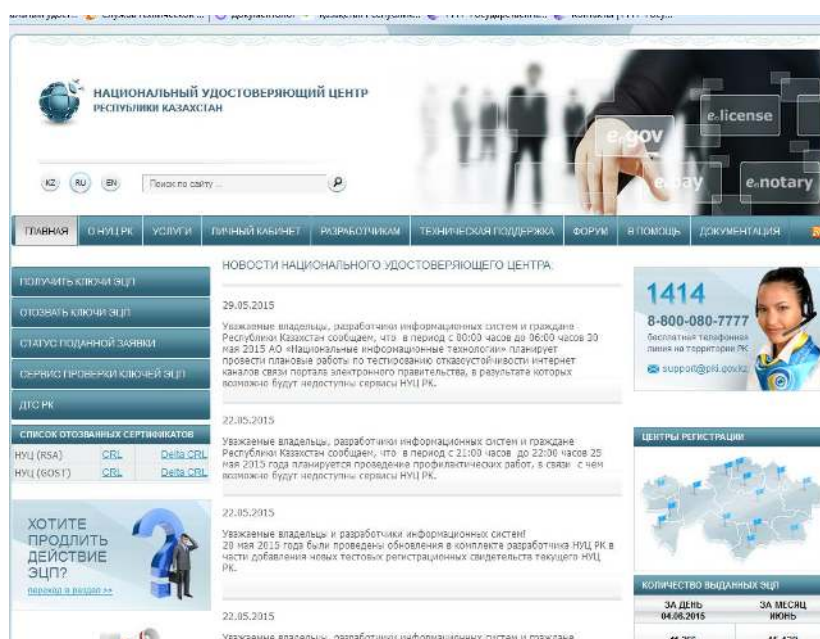 НАЦИОНАЛЬНЫЙ УДОСТОВЕРЯЮЩИЙ ЦЕНТР
РЕСПУБЛИКИ КАЗАХСТАН
e.gov
e.license
e.pay
e.notary
KZ RU EN Поиск по сайту ...
ГЛАВНАЯ О НУЦ РК УСЛУГИ ЛИЧНЫЙ КАБИНЕТ РАЗРАБОТЧИКАМ ТЕХНИЧЕСКАЯ ПОДДЕРЖКА ФОРУМ В ПОМОЩЬ ДОКУМЕНТАЦИЯ
ПОЛУЧИТЬ КЛЮЧИ ЭЦП
ОТОЗВАТЬ КЛЮЧИ ЭЦП
СТАТУС ПОДАННОЙ ЗАЯВКИ
СЕРВИС ПРОВЕРКИ КЛЮЧЕЙ ЭЦП
ДТС РК
СПИСОК ОТОЗВАННЫХ СЕРТИФИКАТОВ
НУЦ (RSA) CRL Delta CRL
НУЦ (GOST) CRL Delta CRL
ХОТИТЕ
ПРОДЛИТЬ
ДЕЙСТВИЕ
ЭЦП?
переход в раздел >>
НОВОСТИ НАЦИОНАЛЬНОГО УДОСТОВЕРЯЮЩЕГО ЦЕНТРА:
29.05.2015
Уважаемые владельцы, разработчики информационных систем и граждане
Республики Казахстан сообщаем, что в период с 00:00 часов до 06:00 часов 30
мая 2015 АО «Национальные информационные технологии» планирует
провести плановые работы по тестированию отказоустойчивости интернет
каналов связи портала электронного правительства, в результате которых
возможно будут недоступны сервисы НУЦ РК.
22.05.2015
Уважаемые владельцы, разработчики информационных систем и граждане
Республики Казахстан сообщаем, что в период с 21:00 часов до 22:00 часов 25
мая 2015 года планируется проведение профилактических работ, в связи с чем
возможно будут недоступны сервисы НУЦ РК.
22.05.2015
Уважаемые владельцы и разработчики информационных систем!
20 мая 2015 года были проведены обновления в комплекте разработчика НУЦ РК в
части добавления новых тестовых регистрационных свидетельств текущего НУЦ
РК.
22.05.2015
Уважаемые владельцы, разработчики информационных систем и граждане
1414
8-800-080-7777
бесплатная телефонная
линия на территории РК
support@pki.gov.kz
ЦЕНТРЫ РЕГИСТРАЦИИ
КОЛИЧЕСТВО ВЫДАННЫХ ЭЦП
ЗА ДЕНЬ ЗА МЕСЯЦ
04.06.2015 ИЮНЬ